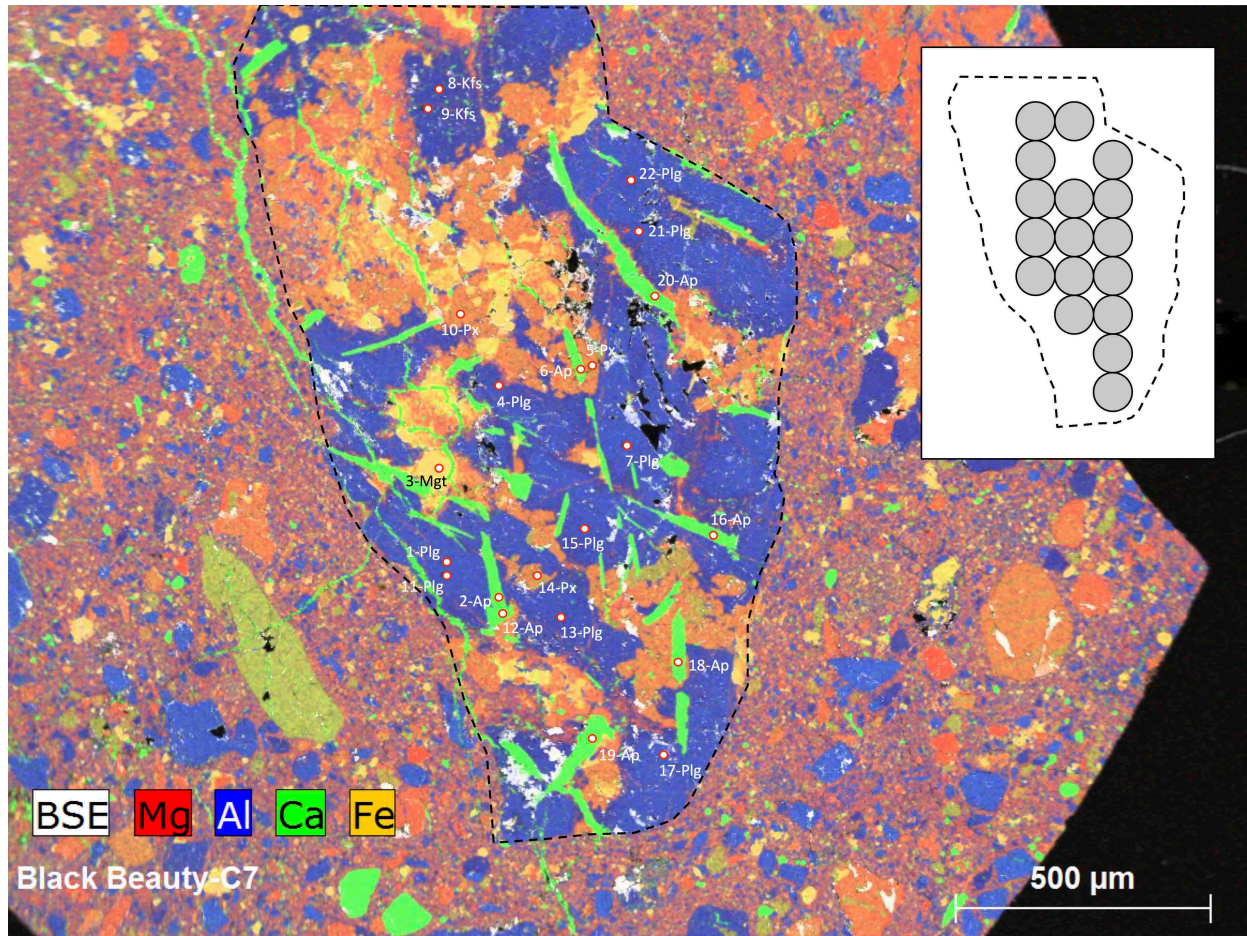 8-Kfs
9-Kfs
22-Plg
21-Plg
20-Ap
10-Px
5-Px
6-Ap
4-Plg
7-Plg
3-Mgt
16-Ap
15-Plg
1-Plg
11-Plg
14-Px
2-Ap
12-Ap
13-Plg
18-Ap
19-Ap
17-Plg
BSE Mg Al Ca Fe
Black Beauty-C7
500 µm